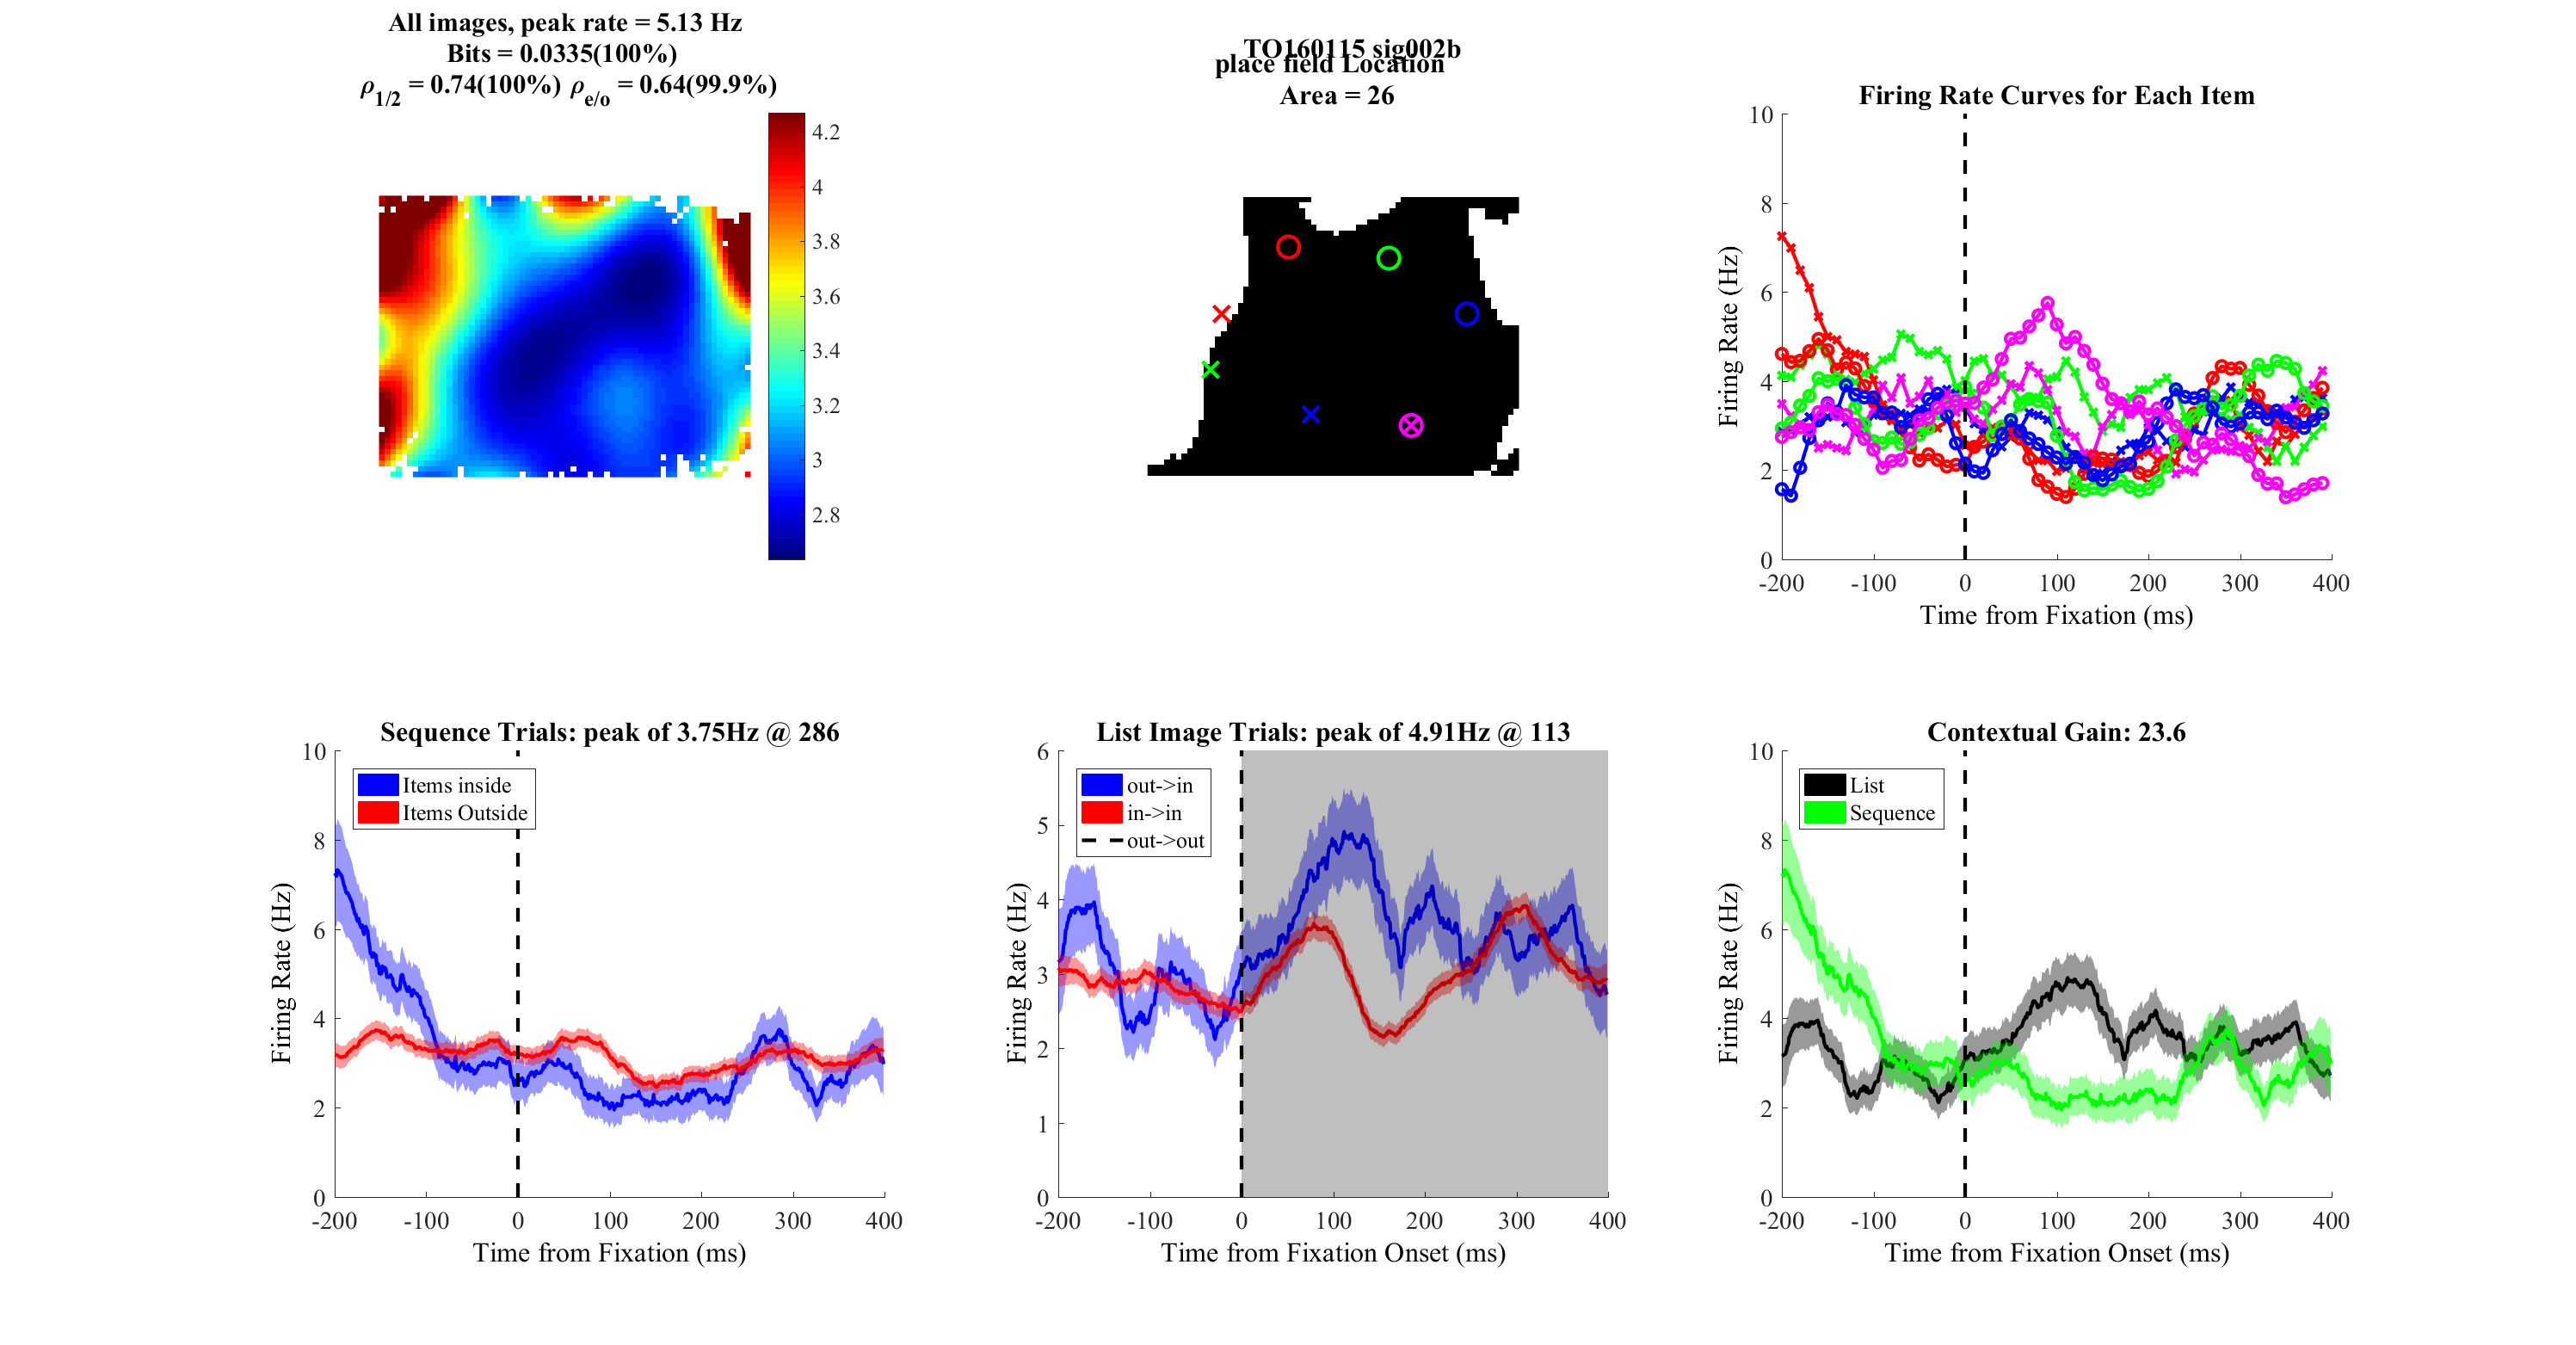 All images, peak rate = 5.13 Hz
Bits = 0.0335(100%)
ρ1/2 = 0.74(100%) ρe/o = 0.64(99.9%)
4.2
4
3.8
3.6
3.4
3.2
3
2.8
TO160115 sig002b
place field Location
Area = 26
Firing Rate Curves for Each Item
10
8
6
4
2
0
Firing Rate (Hz)
-200 -100 0 100 200 300 400
Time from Fixation (ms)
Sequence Trials: peak of 3.75Hz @ 286
Items inside
Items Outside
10
8
6
4
2
0
Firing Rate (Hz)
-200 -100 0 100 200 300 400
Time from Fixation (ms)
List Image Trials: peak of 4.91Hz @ 113
out->in
in->in
out->out
6
5
4
3
2
1
0
Firing Rate (Hz)
-200 -100 0 100 200 300 400
Time from Fixation Onset (ms)
Contextual Gain: 23.6
List
Sequence
10
8
6
4
2
0
Firing Rate (Hz)
-200 -100 0 100 200 300 400
Time from Fixation Onset (ms)